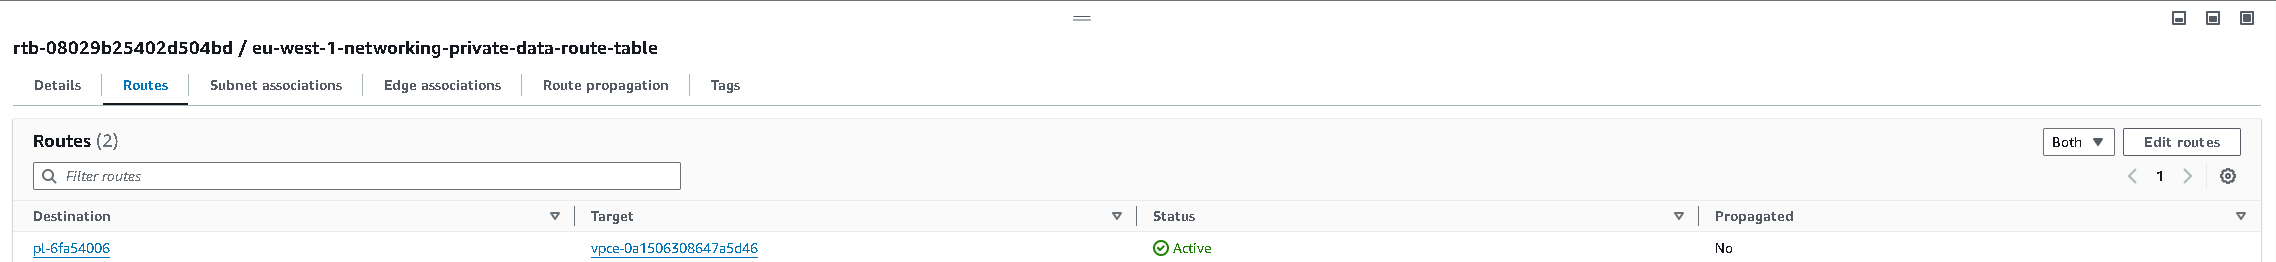 rtb-08029b25402d504bd / eu-west-1-networking-private-data-route-table
Details Routes Subnet associations Edge associations Route propagation Tags
Routes (2) Both Edit routes
Filter routes 1
Destination Target Status Propagated
pl-6fa54006 vpce-0a1506308647a5d46 Active No